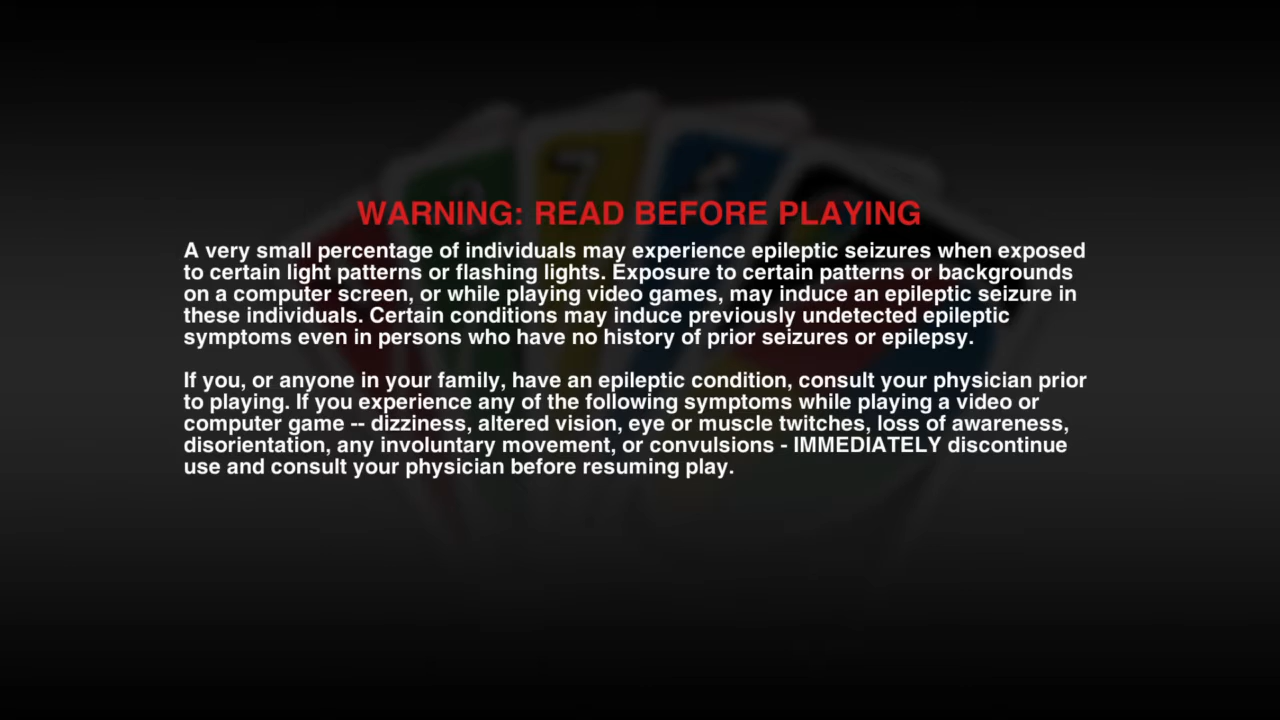 WARNING: READ BEFORE PLAYING
A very small percentage of individuals may experience epileptic seizures when exposed
to certain light patterns or flashing lights. Exposure to certain patterns or backgrounds
on a computer screen, or while playing video games, may induce an epileptic seizure in
these individuals. Certain conditions may induce previously undetected epileptic
symptoms even in persons who have no history of prior seizures or epilepsy.
If you, or anyone in your family, have an epileptic condition, consult your physician prior
to playing. If you experience any of the following symptoms while playing a video or
computer game -- dizziness, altered vision, eye or muscle twitches, loss of awareness,
disorientation, any involuntary movement, or convulsions - IMMEDIATELY discontinue
use and consult your physician before resuming play.
7